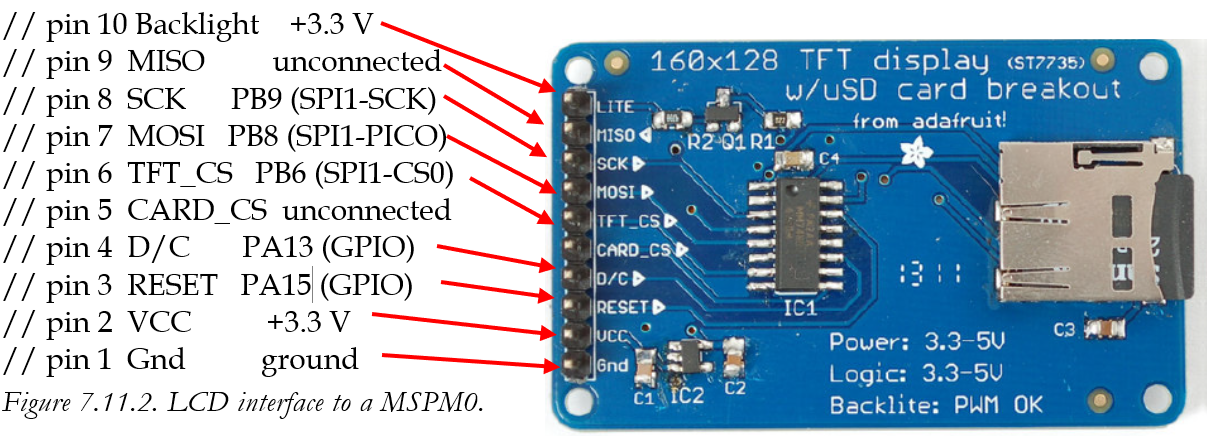 // pin 10 Backlight +3.3 V
// pin 9 MISO unconnected
// pin 8 SCK PB9 (SPI1-SCK)
// pin 7 MOSI PB8 (SPI1-PICO)
// pin 6 TFT_CS PB6 (SPI1-CS0)
// pin 5 CARD_CS unconnected
// pin 4 D/C PA13 (GPIO)
// pin 3 RESET PA15 (GPIO)
// pin 2 VCC +3.3 V
// pin 1 Gnd ground
Figure 7.11.2. LCD interface to a MSPM0.
160x128 TFT display (ST7735)
w/uSD card breakout
from adafruit!
LITE
MISO
SCK
MOSI
TFT_CS
CARD_CS
D/C
RESET
VCC
Gnd
R2 Q1 R1
C4
IC1
1311
C3
C1 IC2 C2
Power: 3.3-5V
Logic: 3.3-5V
Backlite: PWM OK